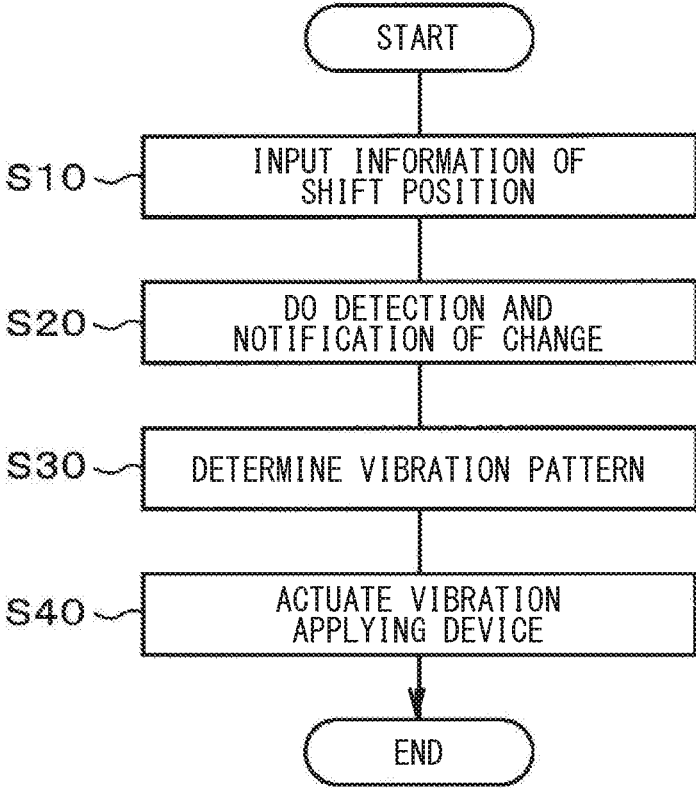 START
S10
INPUT INFORMATION OF
SHIFT POSITION
S20
DO DETECTION AND
NOTIFICATION OF CHANGE
S30
DETERMINE VIBRATION PATTERN
S40
ACTUATE VIBRATION
APPLYING DEVICE
END